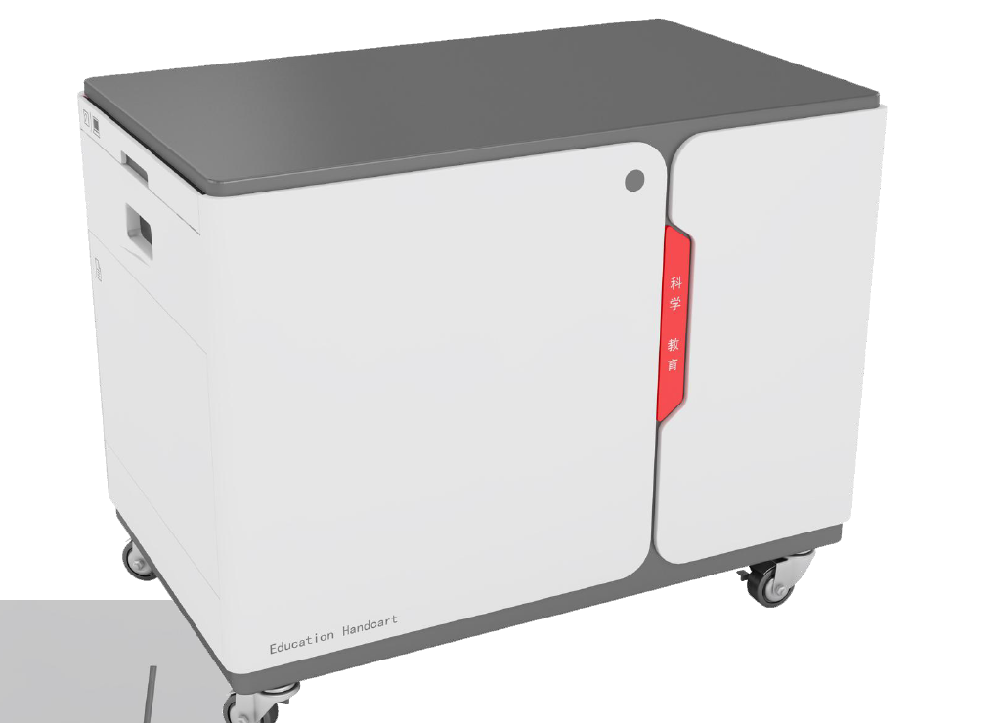 科
学
教
育
Education Handcart